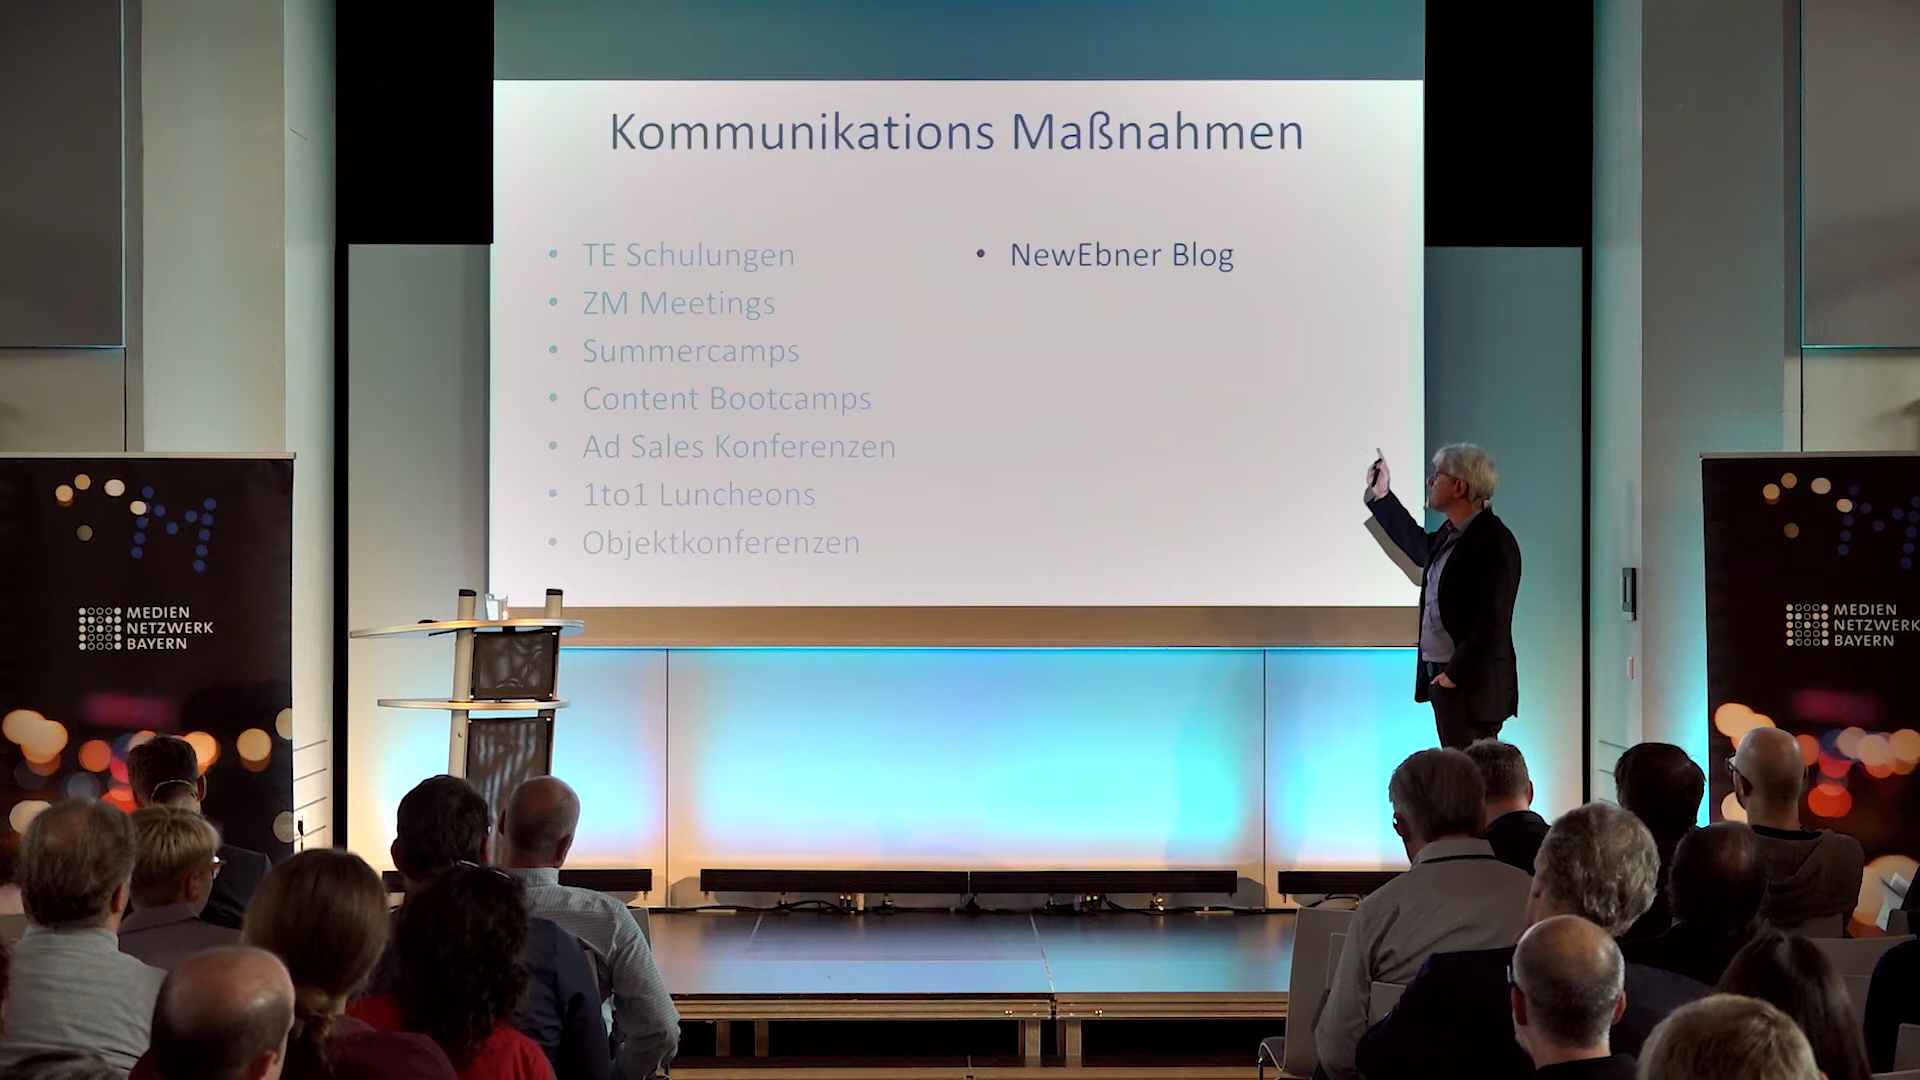 Kommunikations Maßnahmen
• TE Schulungen
• ZM Meetings
• Summercamps
• Content Bootcamps
• Ad Sales Konferenzen
• 1to1 Luncheons
• Objektkonferenzen
• NewEbner Blog
MEDIEN
NETZWERK
BAYERN
MEDIEN
NETZWERK
BAYERN